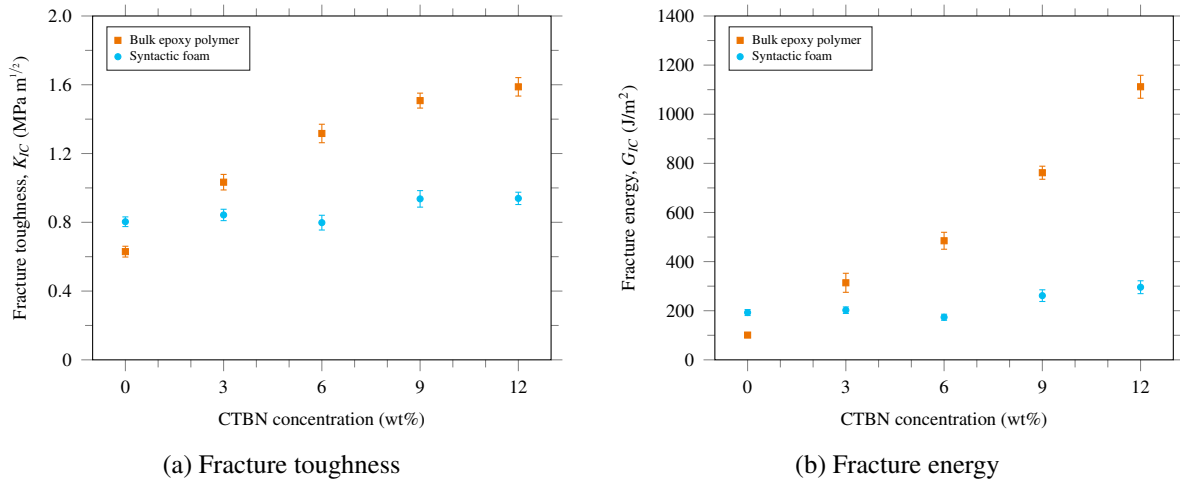 2.0
1.6
1.2
0.8
0.4
0
Fracture toughness, K_IC (MPa m^1/2)
Bulk epoxy polymer
Syntactic foam
0 3 6 9 12
CTBN concentration (wt%)
(a) Fracture toughness
1400
1200
1000
800
600
400
200
0
Fracture energy, G_IC (J/m²)
Bulk epoxy polymer
Syntactic foam
0 3 6 9 12
CTBN concentration (wt%)
(b) Fracture energy